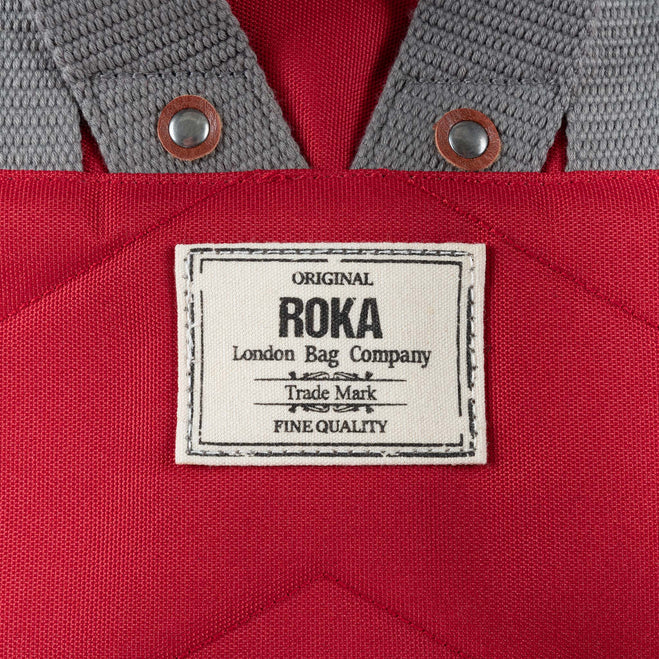 ORIGINAL
ROKA
London Bag Company
Trade Mark
FINE QUALITY